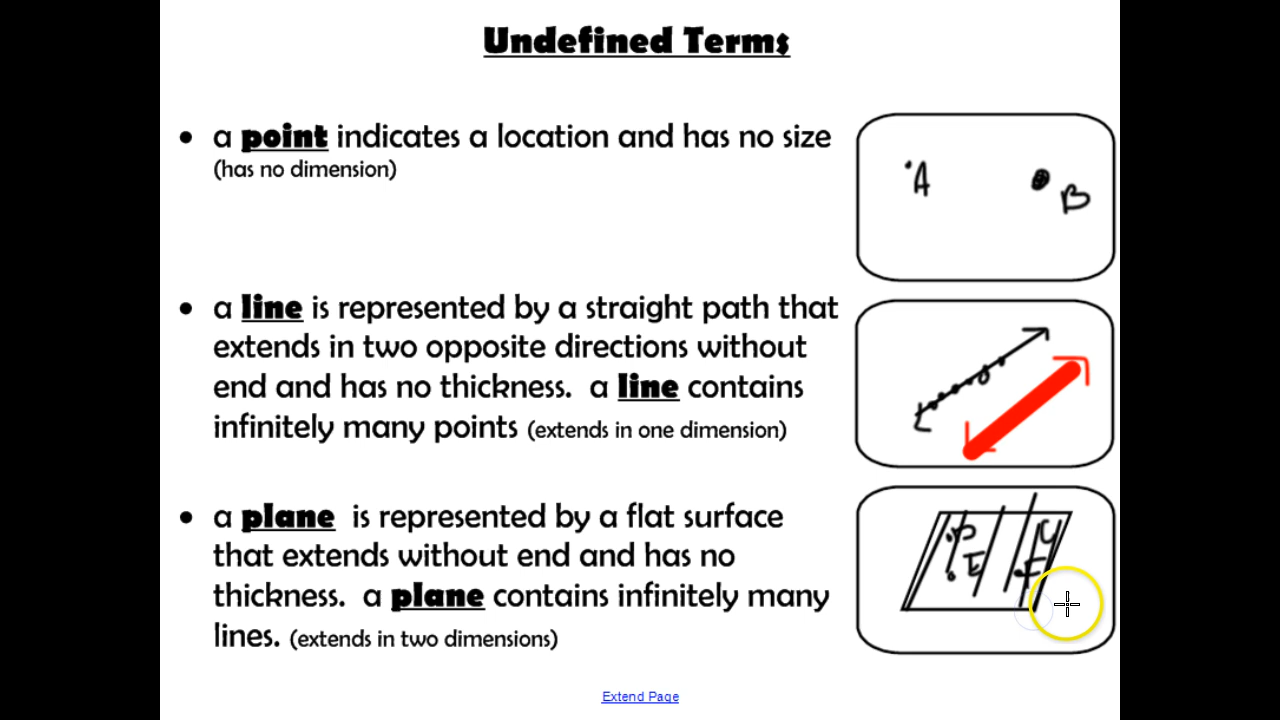 Undefined Terms
• a point indicates a location and has no size
(has no dimension)
A
B
• a line is represented by a straight path that
extends in two opposite directions without
end and has no thickness.  a line contains
infinitely many points (extends in one dimension)
• a plane  is represented by a flat surface
that extends without end and has no
thickness.  a plane contains infinitely many
lines. (extends in two dimensions)
Extend Page